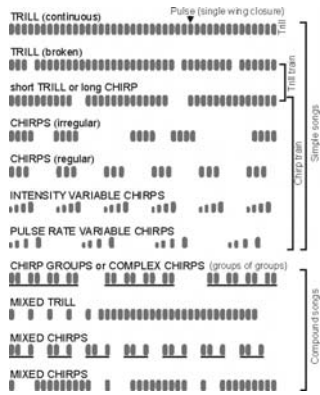 Pulse (single wing closure)
TRILL (continuous)
Trill
TRILL (broken)
Trill train
short TRILL or long CHIRP
CHIRPS (irregular)
Simple songs
Chirp train
CHIRPS (regular)
INTENSITY VARIABLE CHIRPS
PULSE RATE VARIABLE CHIRPS
CHIRP GROUPS or COMPLEX CHIRPS (groups of groups)
MIXED TRILL
Compound songs
MIXED CHIRPS
MIXED CHIRPS